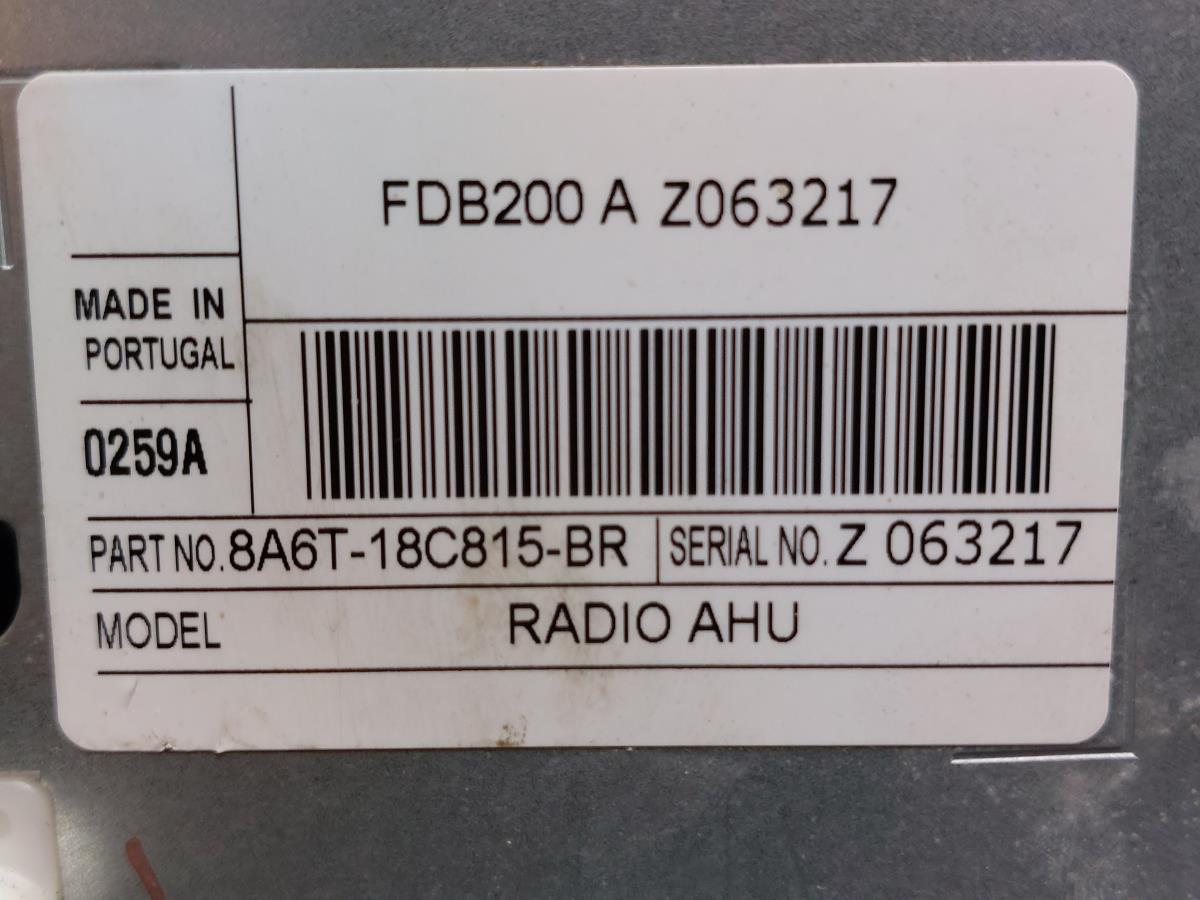 FDB200 A Z063217
MADE IN
PORTUGAL
0259A
PART NO. 8A6T-18C815-BR
SERIAL NO. Z 063217
MODEL RADIO AHU